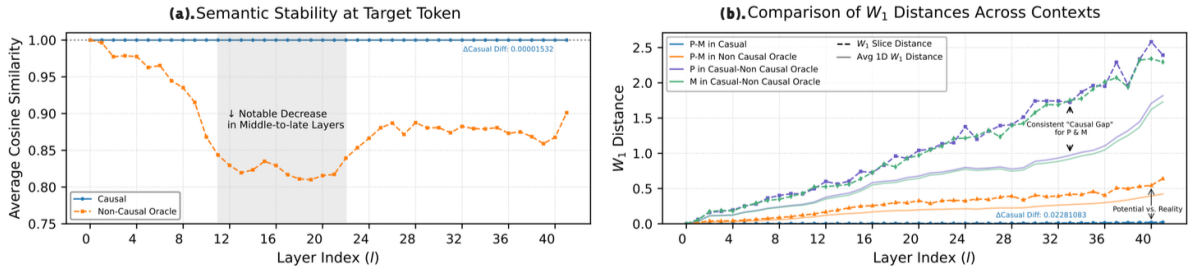 (a). Semantic Stability at Target Token
Average Cosine Similarity
1.00
0.95
0.90
0.85
0.80
0.75
ΔCasual Diff: 0.00001532
↓ Notable Decrease
in Middle-to-late Layers
Causal
Non-Causal Oracle
0 4 8 12 16 20 24 28 32 36 40
Layer Index (l)
(b). Comparison of W₁ Distances Across Contexts
W₁ Distance
2.5
2.0
1.5
1.0
0.5
0.0
P-M in Casual
P-M in Non Causal Oracle
P in Casual-Non Causal Oracle
M in Casual-Non Causal Oracle
W₁ Slice Distance
Avg 1D W₁ Distance
Consistent "Causal Gap"
for P & M
Potential vs. Reality
ΔCasual Diff: 0.02281083
0 4 8 12 16 20 24 28 32 36 40
Layer Index (l)